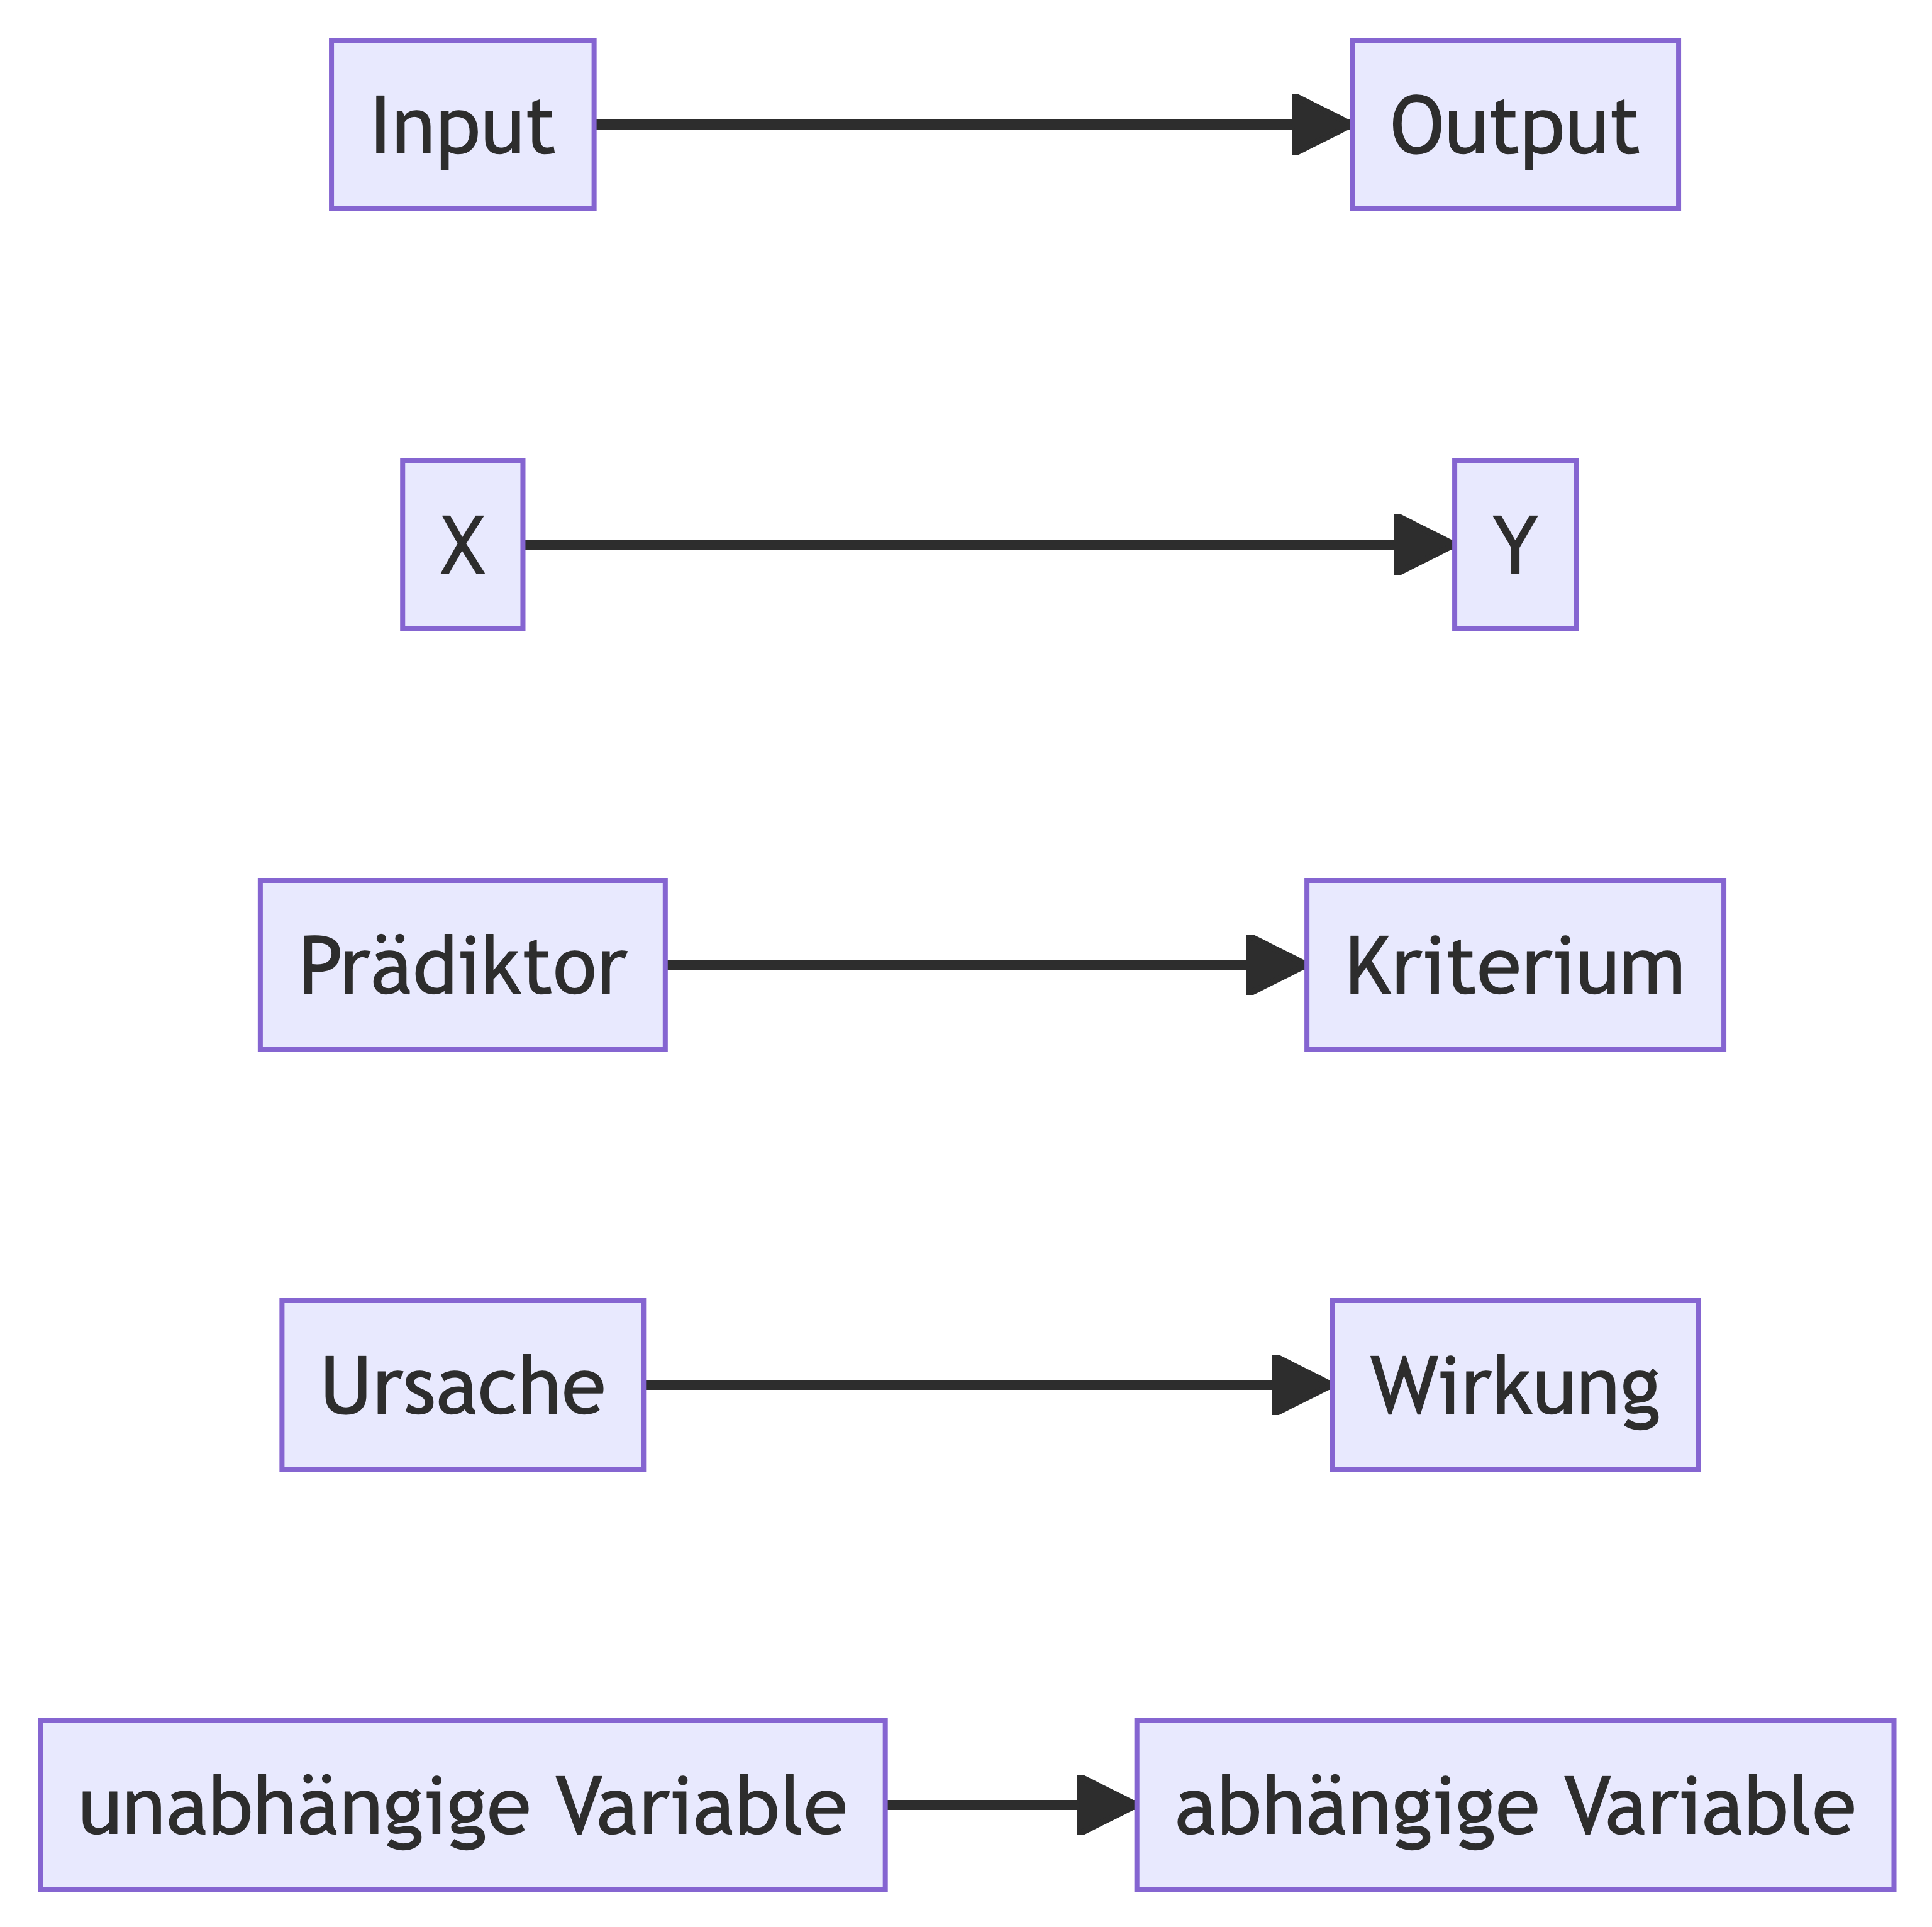 Input Output
X Y
Prädiktor Kriterium
Ursache Wirkung
unabhängige Variable abhängige Variable